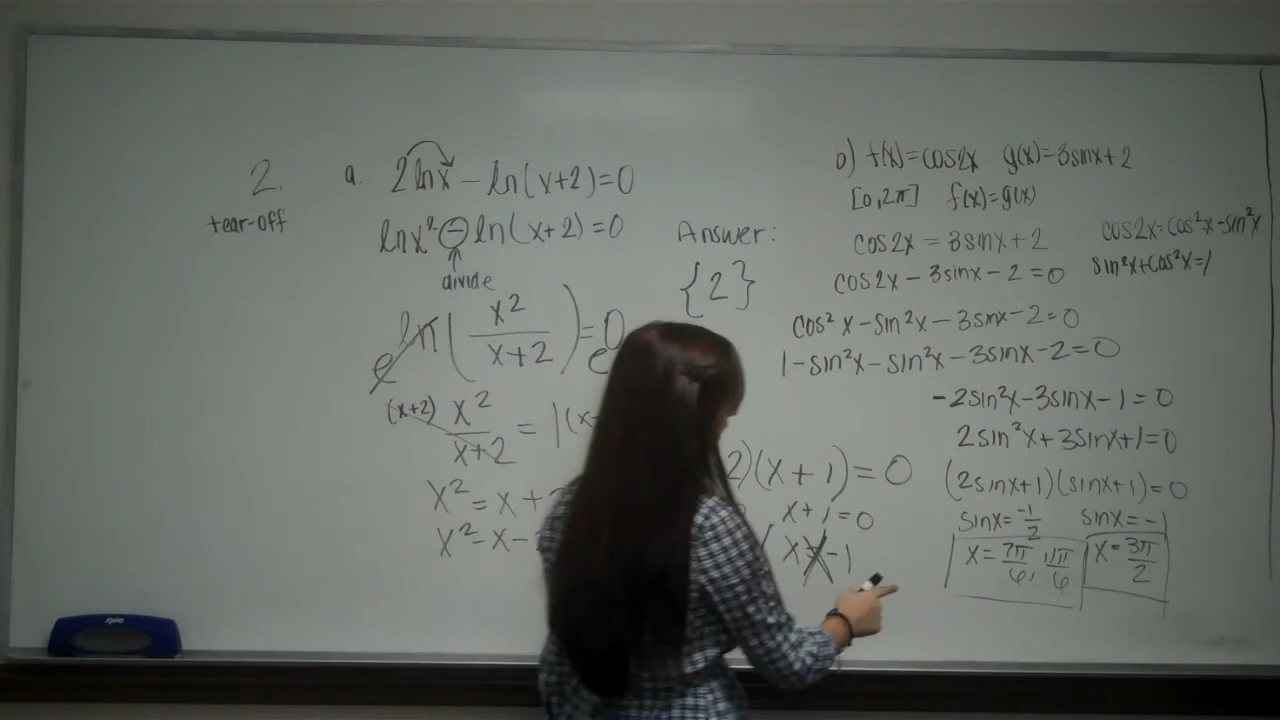 2.
tear-off
a. 2lnx - ln(x+2)=0
lnx² - ln(x+2)=0
divide
e ln(x²/(x+2))=0 e
(x+2) x²/(x+2) = 1(x
x² = x+
x² = x-
Answer:
{2}
2)(x+1)=0
x+1=0
x=-1
b) f(x)=cos2x g(x)=3sinx+2
[0,2π] f(x)=g(x)
cos2x = 3sinx+2
cos2x - 3sinx - 2 = 0
cos2x=cos²x-sin²x
sin²x+cos²x=1
cos²x - sin²x - 3sinx - 2 = 0
1 - sin²x - sin²x - 3sinx - 2 = 0
-2sin²x - 3sinx - 1 = 0
2sin²x + 3sinx + 1 = 0
(2sinx+1)(sinx+1)=0
sinx = -1/2 sinx = -1
x = 7π/6, 11π/6 x = 3π/2
EXPO